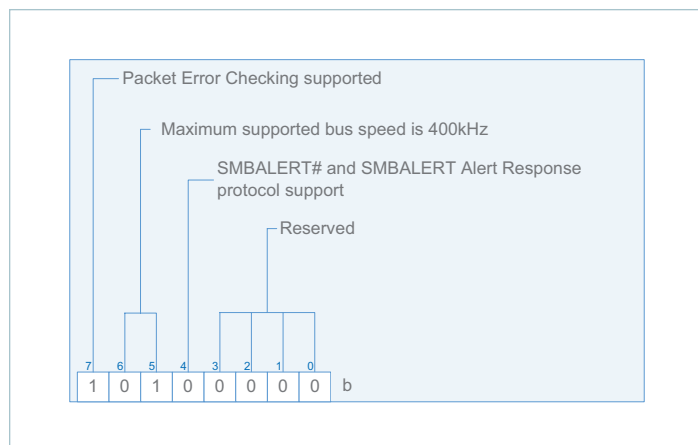 Packet Error Checking supported
Maximum supported bus speed is 400kHz
SMBALERT# and SMBALERT Alert Response
protocol support
Reserved
7 6 5 4 3 2 1 0
1 0 1 0 0 0 0 0 b